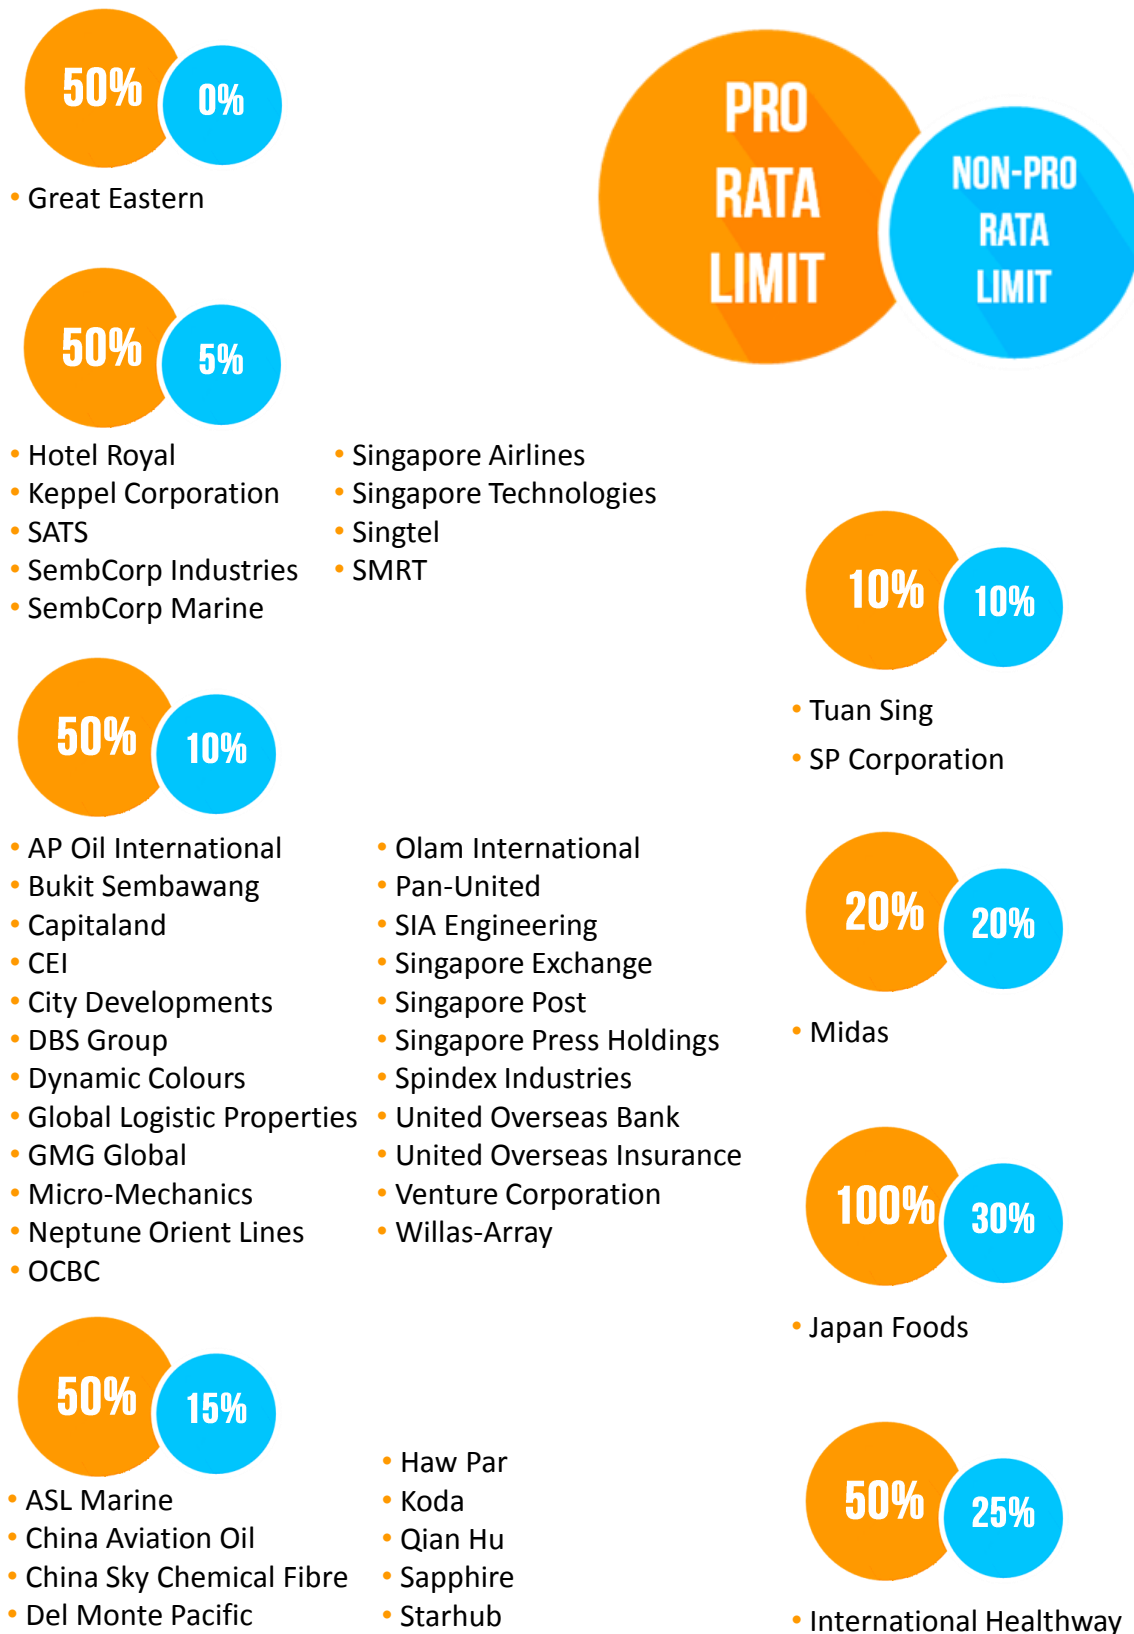 50%
0%
• Great Eastern
PRO
RATA
LIMIT
NON-PRO
RATA
LIMIT
50%
5%
• Hotel Royal
• Keppel Corporation
• SATS
• SembCorp Industries
• SembCorp Marine
• Singapore Airlines
• Singapore Technologies
• Singtel
• SMRT
50%
10%
• AP Oil International
• Bukit Sembawang
• Capitaland
• CEI
• City Developments
• DBS Group
• Dynamic Colours
• Global Logistic Properties
• GMG Global
• Micro-Mechanics
• Neptune Orient Lines
• OCBC
• Olam International
• Pan-United
• SIA Engineering
• Singapore Exchange
• Singapore Post
• Singapore Press Holdings
• Spindex Industries
• United Overseas Bank
• United Overseas Insurance
• Venture Corporation
• Willas-Array
50%
15%
• ASL Marine
• China Aviation Oil
• China Sky Chemical Fibre
• Del Monte Pacific
• Haw Par
• Koda
• Qian Hu
• Sapphire
• Starhub
10%
10%
• Tuan Sing
• SP Corporation
20%
20%
• Midas
100%
30%
• Japan Foods
50%
25%
• International Healthway